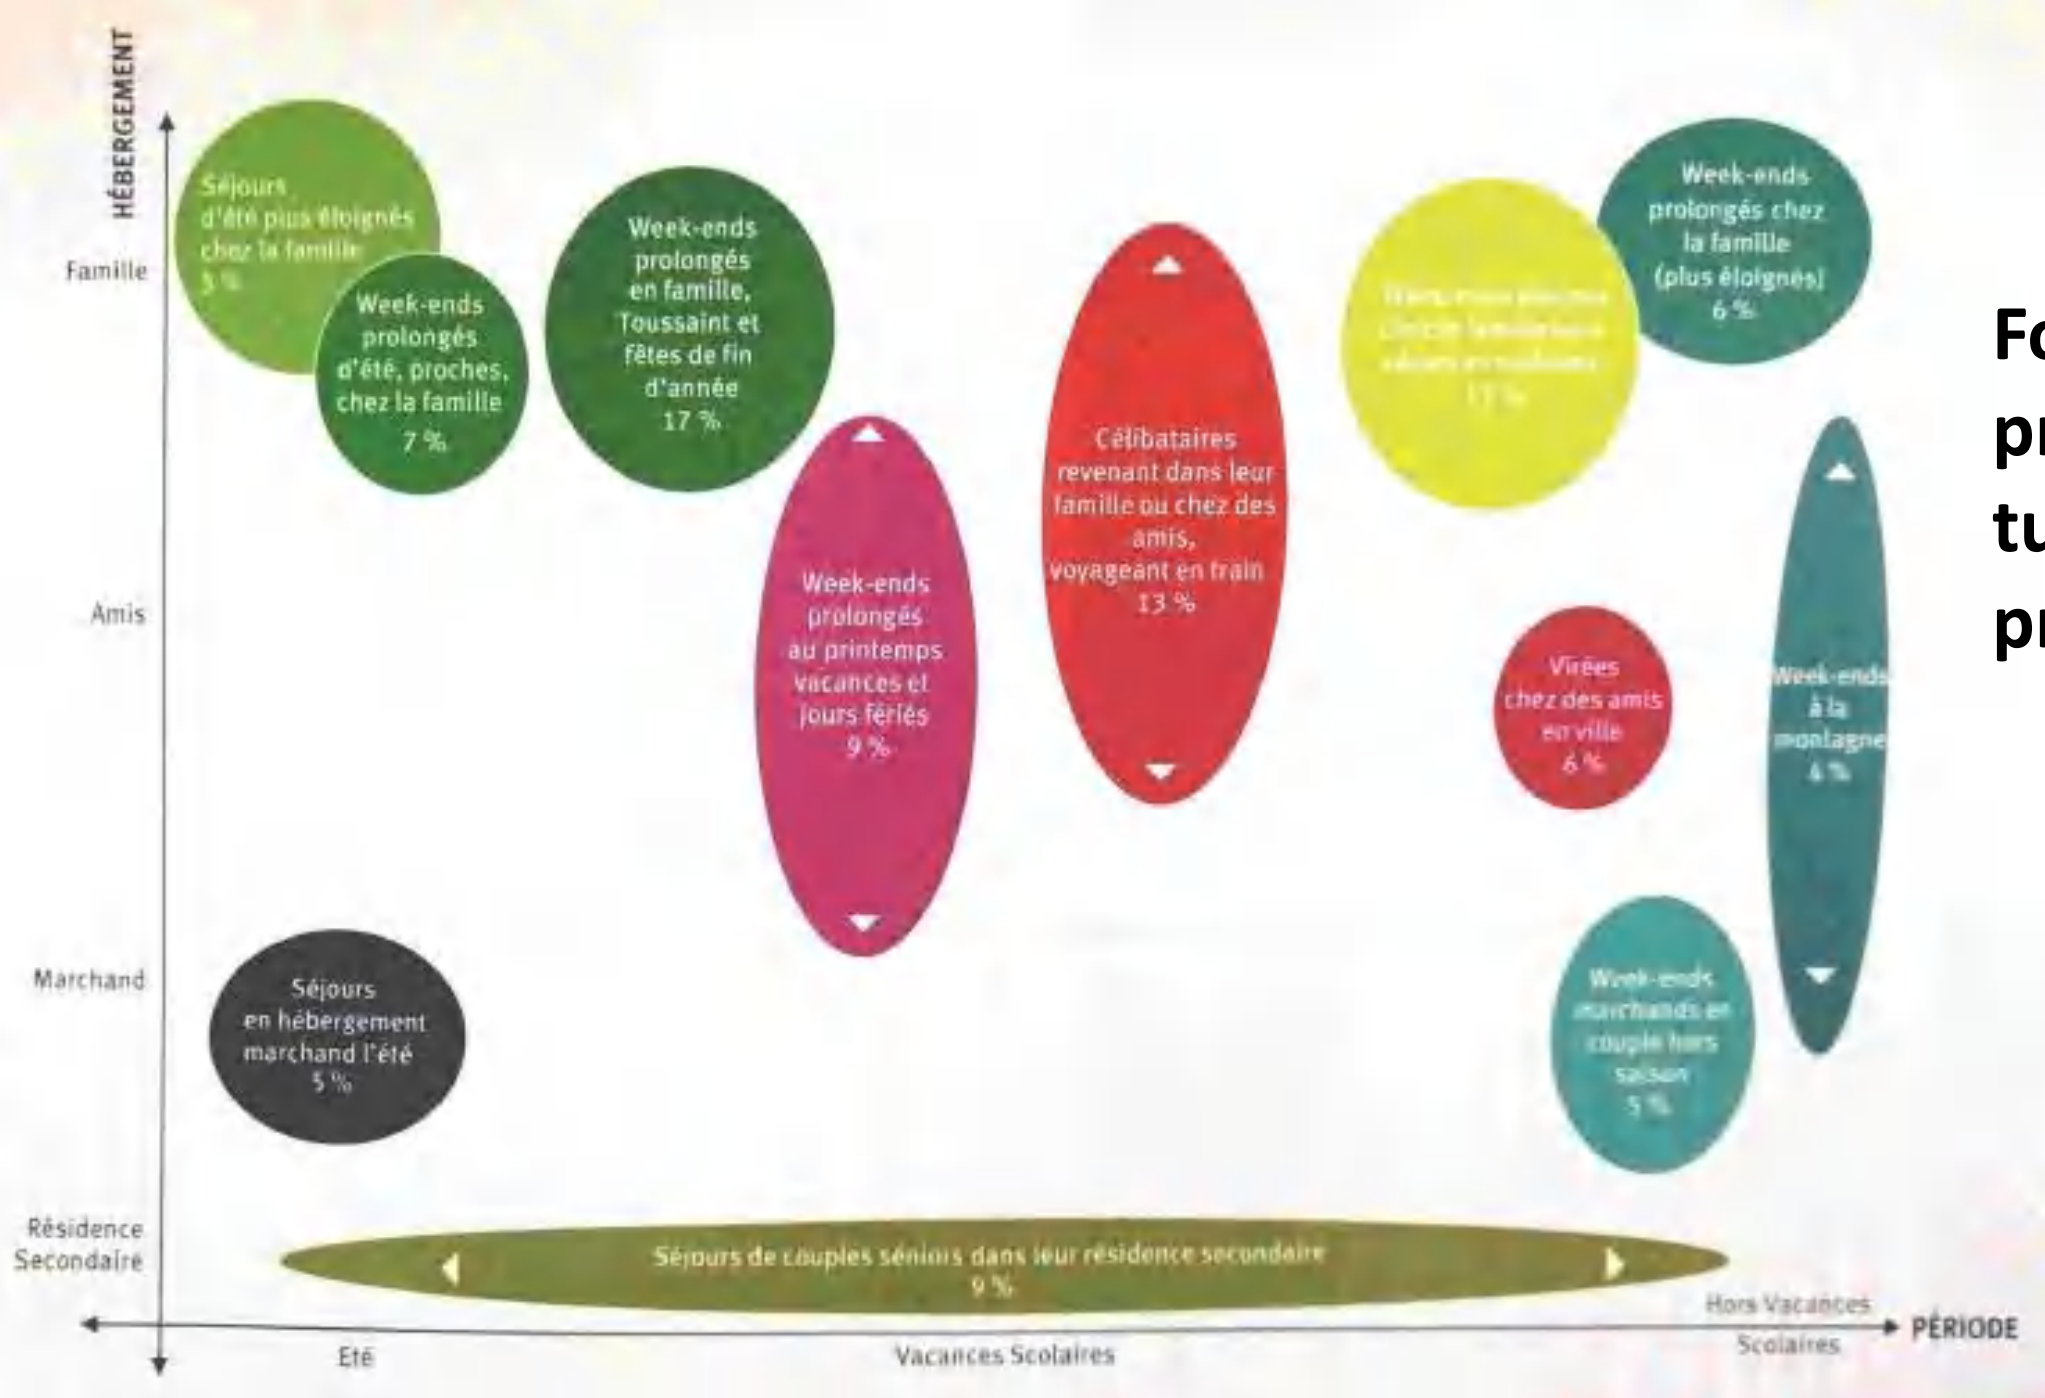 HÉBERGEMENT
Famille
Amis
Marchand
Résidence
Secondaire
Séjours
d'été plus éloignés
chez la famille
5 %
Week-ends
prolongés
d'été, proches,
chez la famille
7 %
Week-ends
prolongés
en famille,
Toussaint et
fêtes de fin
d'année
17 %
Week-ends
prolongés
au printemps
vacances et
jours fériés
9 %
Célibataires
revenant dans leur
famille ou chez des
amis,
voyageant en train
13 %
Week-ends
prolongés chez
la famille
(plus éloignés)
6 %
Virées
chez des amis
en ville
6 %
Week-ends
à la
montagne
4 %
Séjours
en hébergement
marchand l'été
5 %
Week-ends
marchands en
couple hors
saison
5 %
Séjours de couples séniors dans leur résidence secondaire
9 %
Eté
Vacances Scolaires
Hors Vacances
Scolaires
PÉRIODE
Fo
pr
tu
pr